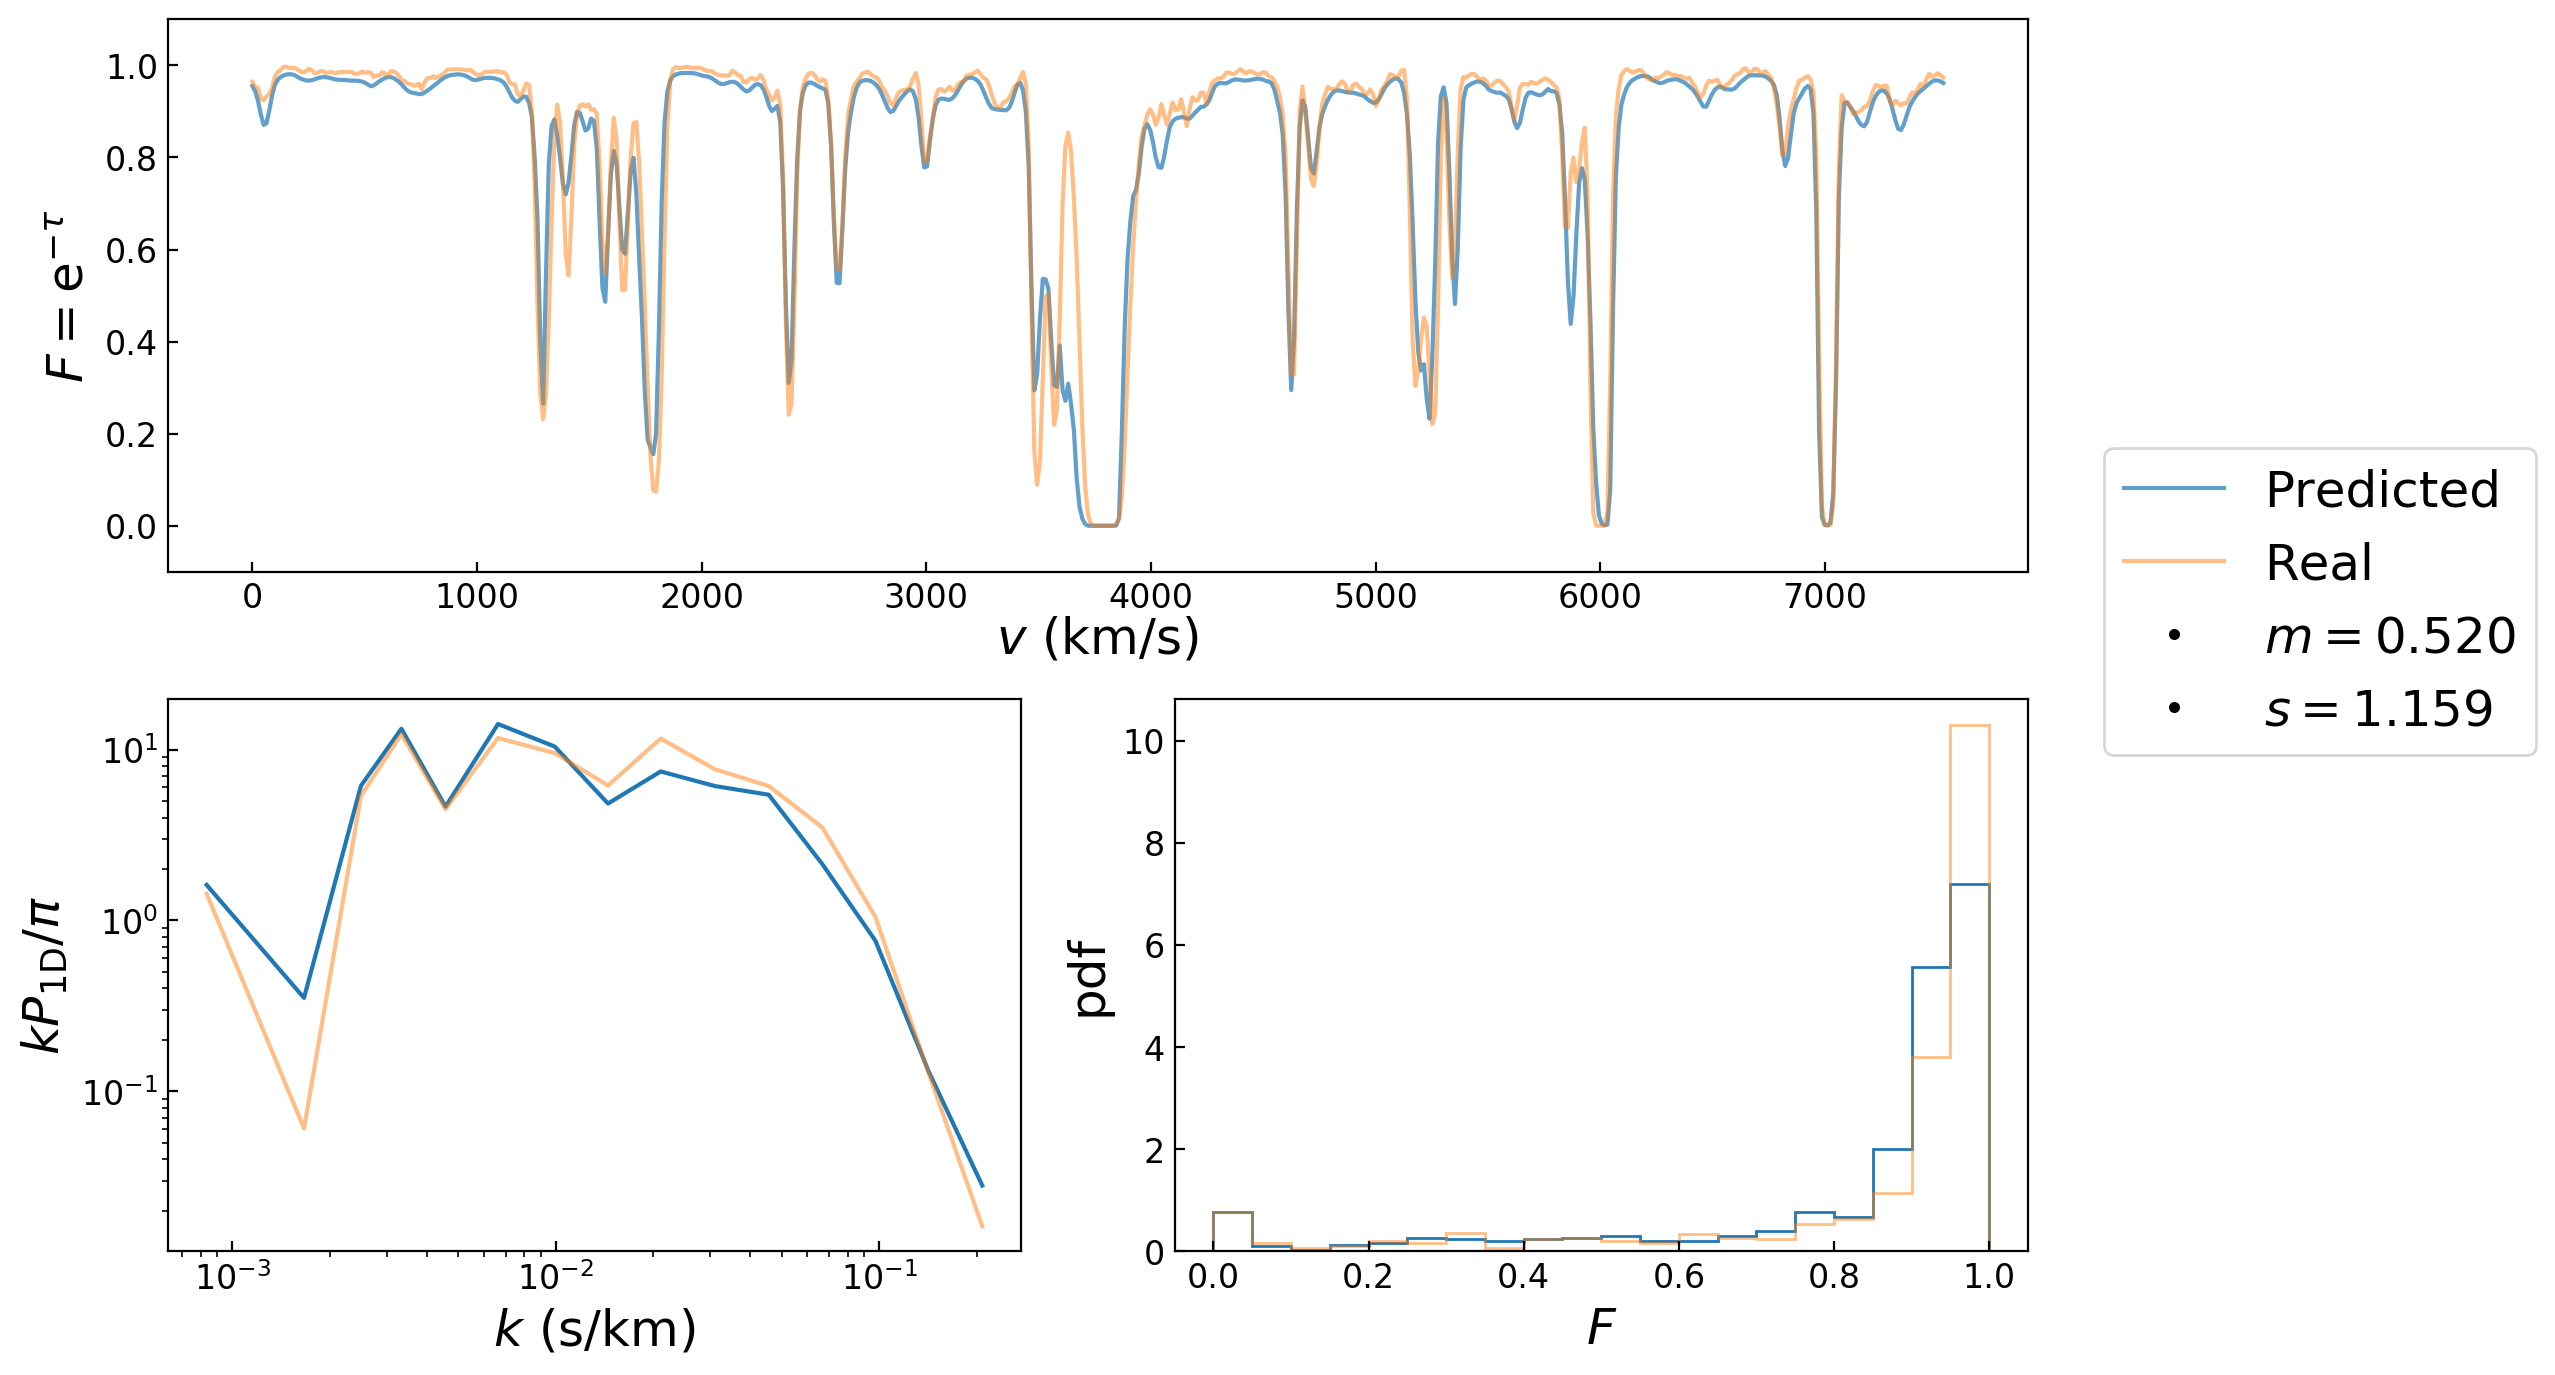 F = e^{−τ}
1.0
0.8
0.6
0.4
0.2
0.0
0 1000 2000 3000 4000 5000 6000 7000
v (km/s)
Predicted
Real
m = 0.520
s = 1.159
kP_{1D}/π
10^1
10^0
10^{−1}
10^{−3} 10^{−2} 10^{−1}
k (s/km)
pdf
10
8
6
4
2
0
0.0 0.2 0.4 0.6 0.8 1.0
F